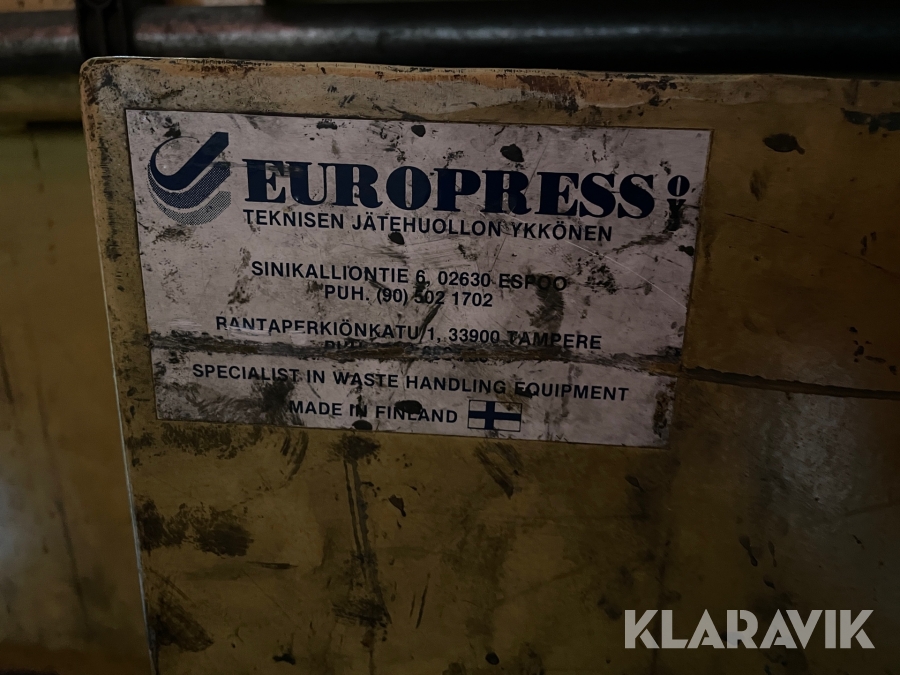 EUROPRESS OY
TEKNISEN JÄTEHUOLLON YKKÖNEN
SINIKALLIONTIE 6, 02630 ESPOO
PUH. (90) 502 1702
RANTAPERKIÖNKATU 1, 33900 TAMPERE
SPECIALIST IN WASTE HANDLING EQUIPMENT
MADE IN FINLAND
KLARAVIK